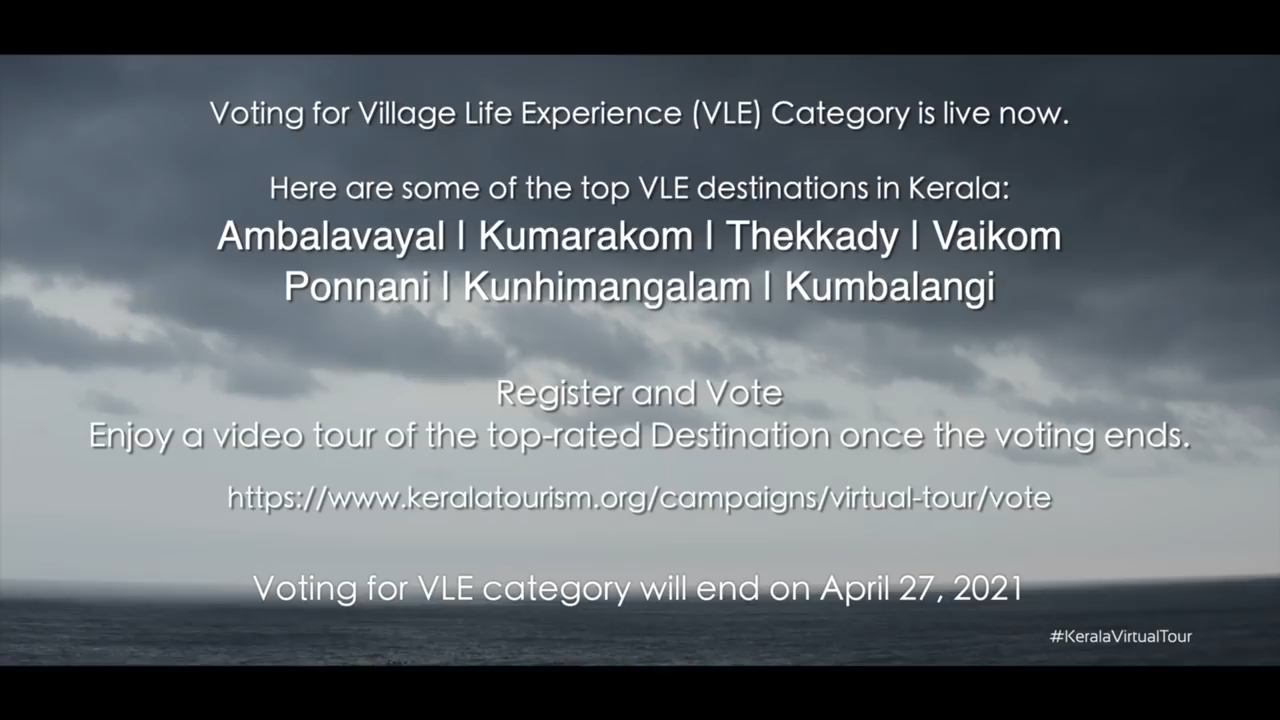 Voting for Village Life Experience (VLE) Category is live now.
Here are some of the top VLE destinations in Kerala:
Ambalavayal | Kumarakom | Thekkady | Vaikom
Ponnani | Kunhimangalam | Kumbalangi
Register and Vote
Enjoy a video tour of the top-rated Destination once the voting ends.
https://www.keralatourism.org/campaigns/virtual-tour/vote
Voting for VLE category will end on April 27, 2021
#KeralaVirtualTour